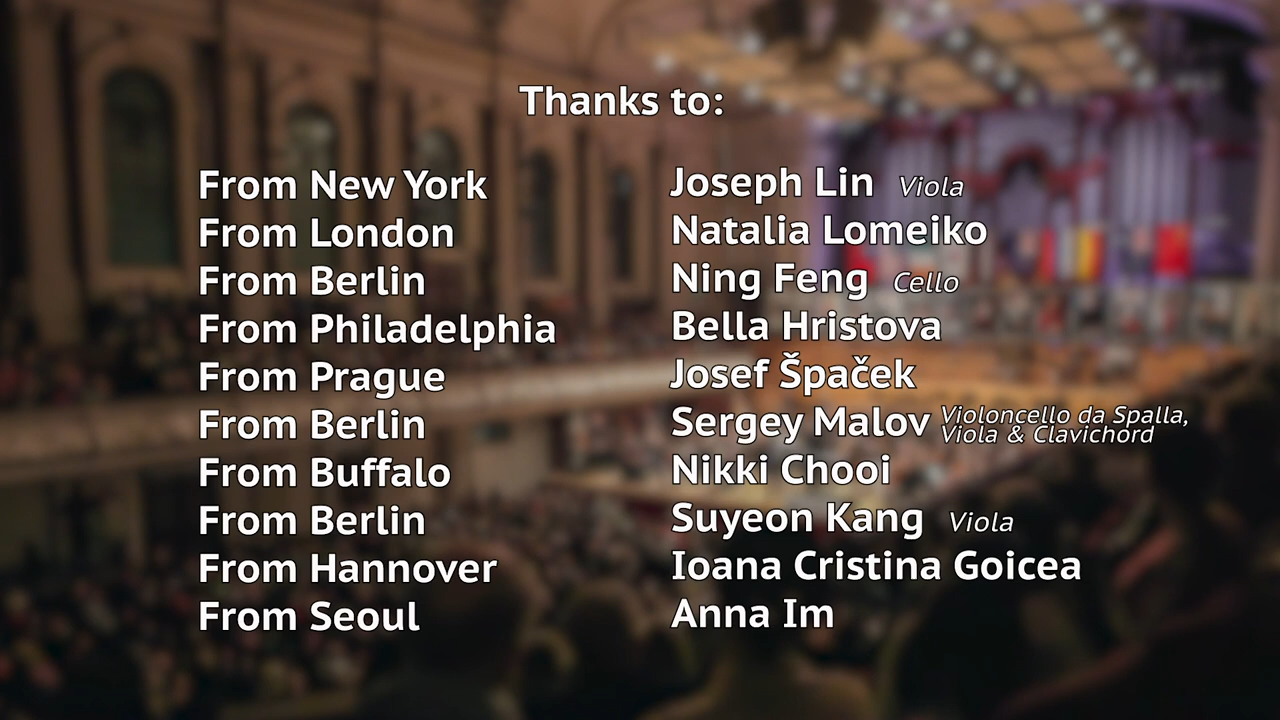 Thanks to:
From New York Joseph Lin Viola
From London Natalia Lomeiko
From Berlin Ning Feng Cello
From Philadelphia Bella Hristova
From Prague Josef Špaček
From Berlin Sergey Malov Violoncello da Spalla,
Viola & Clavichord
From Buffalo Nikki Chooi
From Berlin Suyeon Kang Viola
From Hannover Ioana Cristina Goicea
From Seoul Anna Im